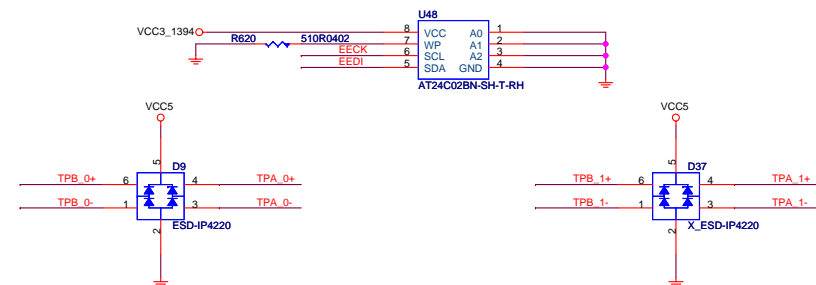 U48
VCC3_1394
8 VCC A0 1
R620 510R0402
7 WP A1 2
EECK
6 SCL A2 3
EEDI
5 SDA GND 4
AT24C02BN-SH-T-RH
VCC5
VCC5
5
D9
5
D37
TPB_0+ 6 4 TPA_0+
TPB_1+ 6 4 TPA_1+
TPB_0- 1 3 TPA_0-
TPB_1- 1 3 TPA_1-
2
ESD-IP4220
2
X_ESD-IP4220